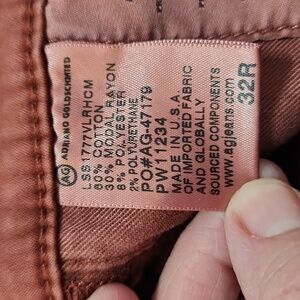 AG ADRIANO GOLDSCHMIED
LSS1777VLRHCM
60% COTTON
30% MODAL RAYON
8% POLYESTER
2% POLYURETHANE
PO#AG-47179
PW11234
MADE IN U.S.A.
OF IMPORTED FABRIC
AND GLOBALLY
SOURCED COMPONENTS
www.agjeans.com
32R